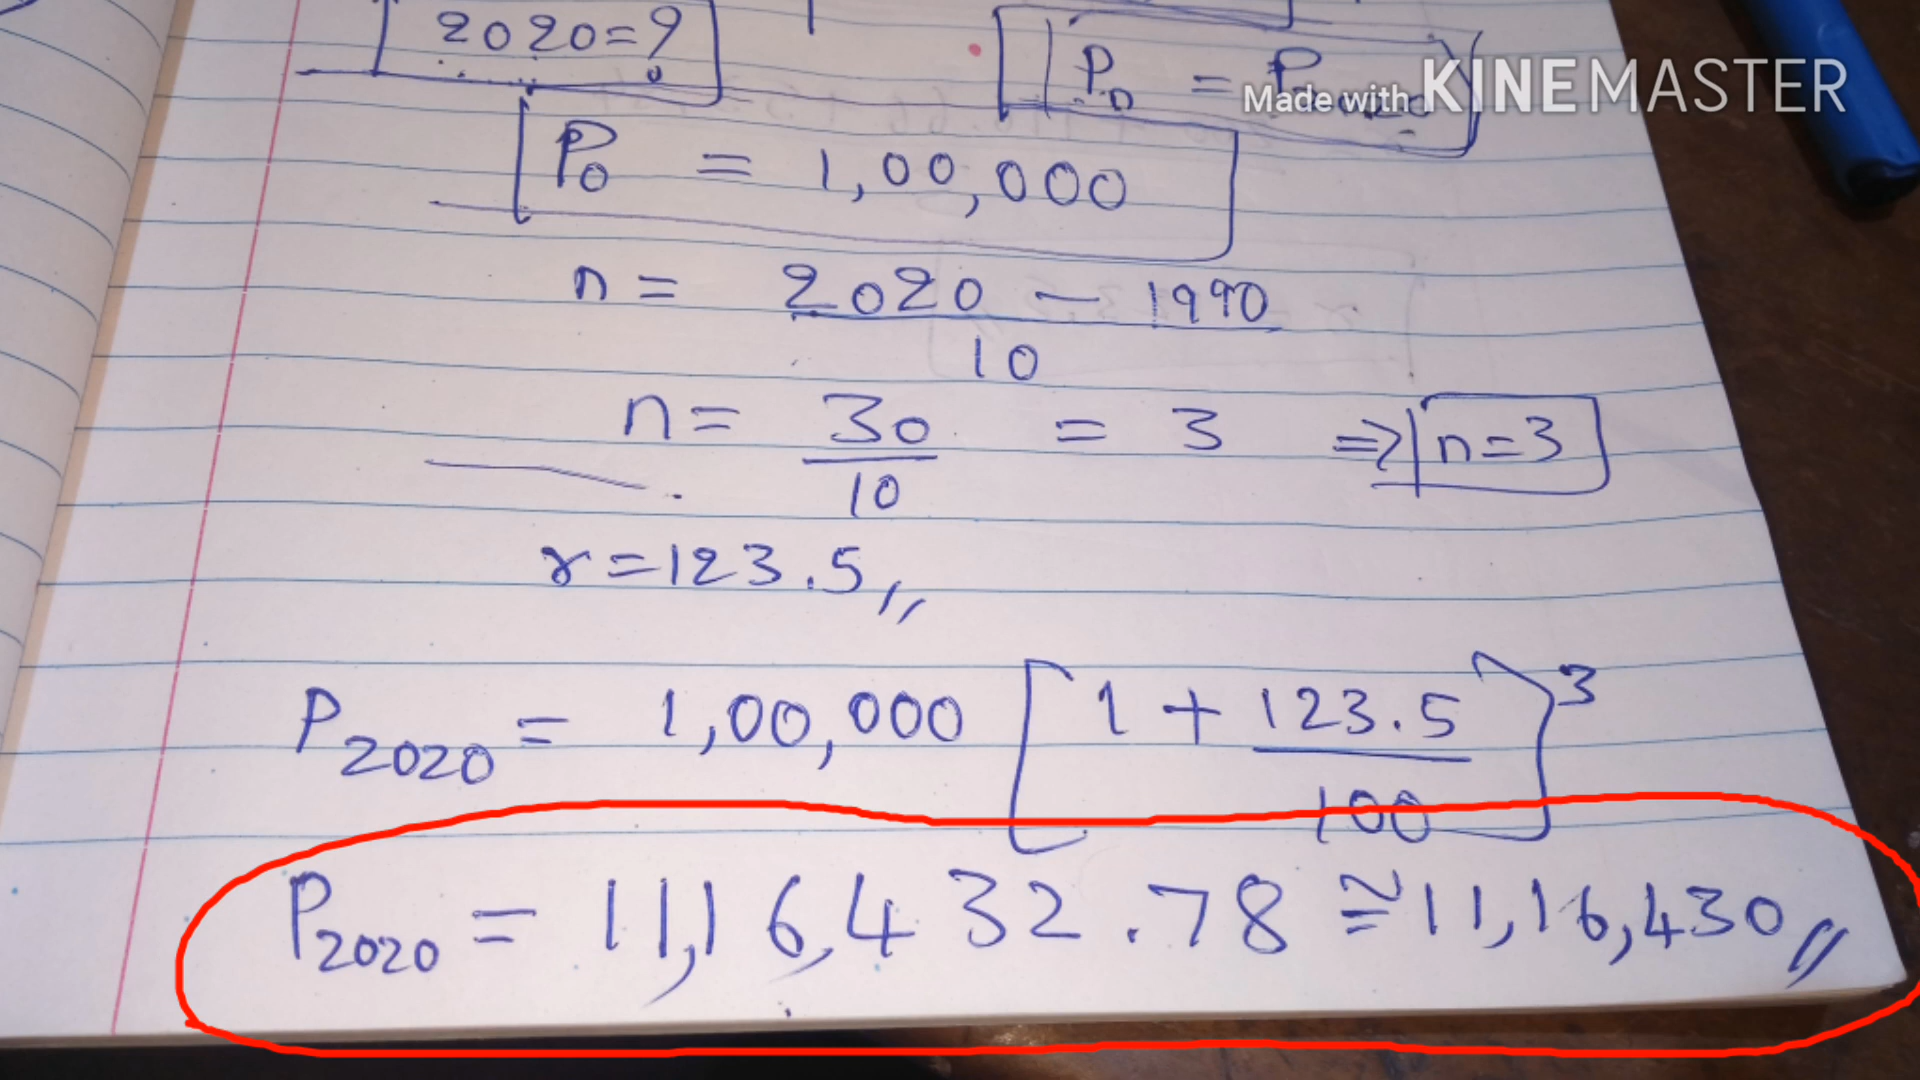 2020=?
Pn = P2020
Made with KINEMASTER
P0 = 1,00,000
n = 2020 - 1990
10
n = 30 = 3 ⇒ n=3
10
r = 123.5,,
P2020 = 1,00,000 [1 + 123.5]3
100
P2020 = 11,16,432.78 ≅ 11,16,430,,